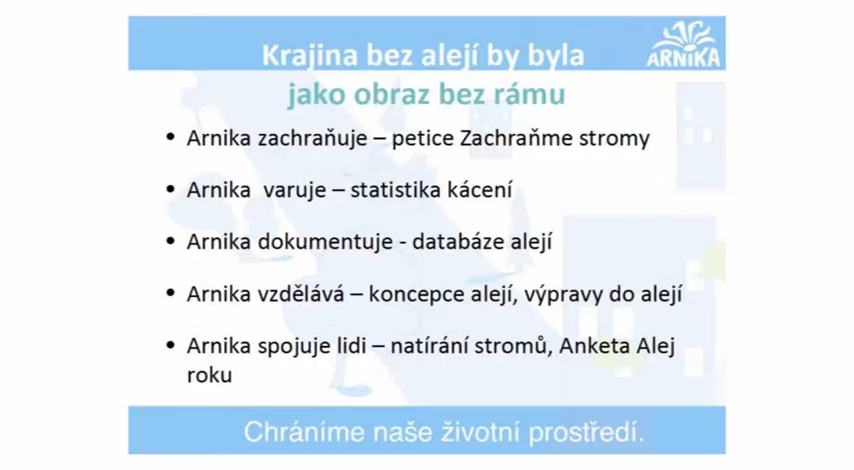 Krajina bez alejí by byla
ARNIKA
jako obraz bez rámu
• Arnika zachraňuje – petice Zachraňme stromy
• Arnika  varuje – statistika kácení
• Arnika dokumentuje - databáze alejí
• Arnika vzdělává – koncepce alejí, výpravy do alejí
• Arnika spojuje lidi – natírání stromů, Anketa Alej
roku
Chráníme naše životní prostředí.